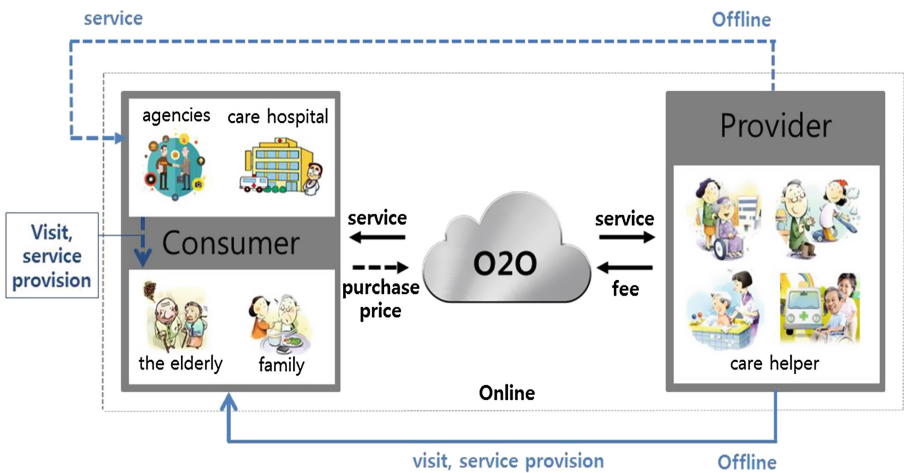 service
Offline
agencies
care hospital
Provider
Visit,
service
provision
Consumer
service
purchase
price
O2O
service
fee
the elderly
family
care helper
Online
visit, service provision
Offline